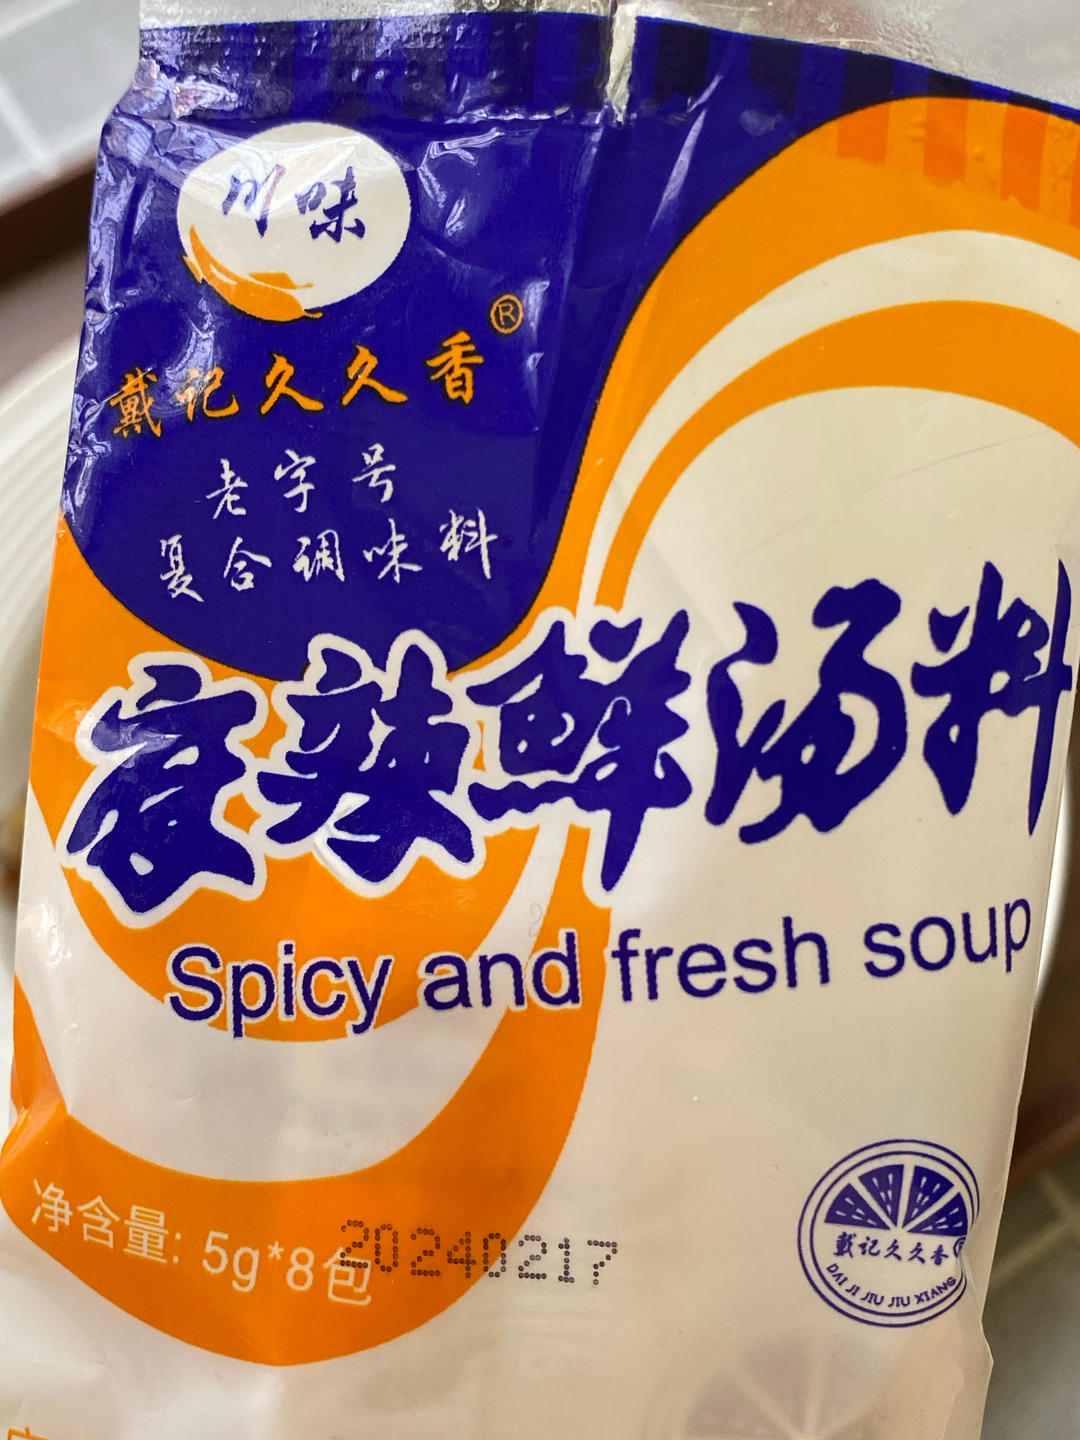 川味
戴记久久香®
老字号
复合调味料
麻辣鲜汤料
Spicy and fresh soup
净含量: 5g*8包
20240217
戴记久久香®
DAI JI JIU JIU XIANG